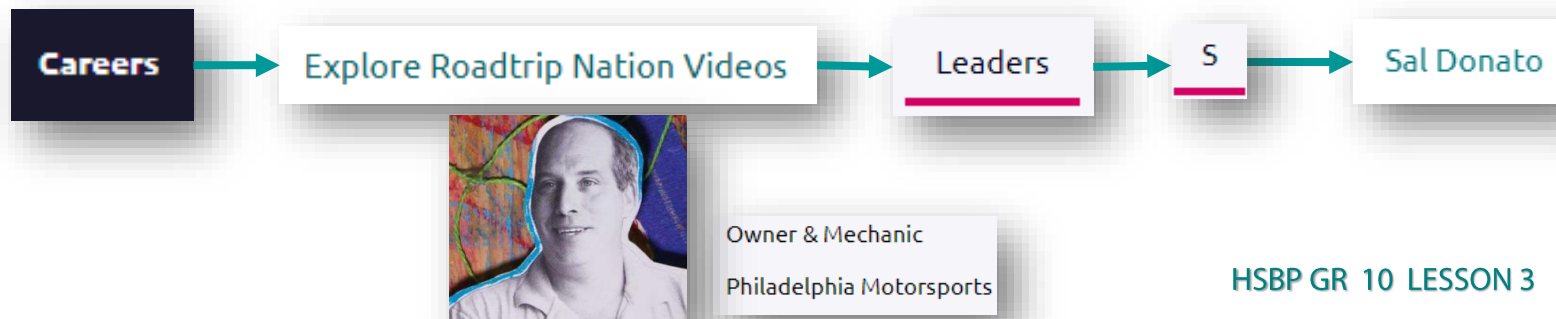 Careers
Explore Roadtrip Nation Videos
Leaders
S
Sal Donato
Owner & Mechanic
Philadelphia Motorsports
HSBP GR 10 LESSON 3